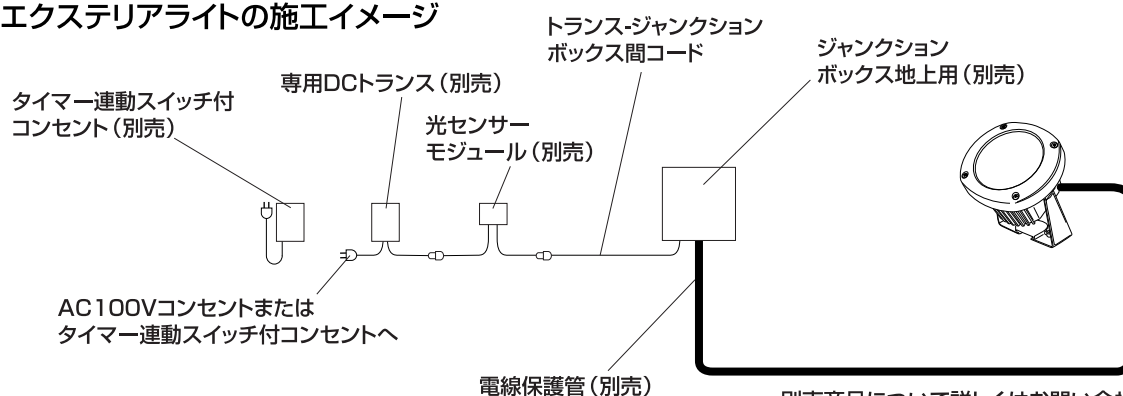 エクステリアライトの施工イメージ
トランス-ジャンクション
ボックス間コード
ジャンクション
ボックス地上用(別売)
専用DCトランス(別売)
タイマー連動スイッチ付
コンセント(別売)
光センサー
モジュール(別売)
AC100Vコンセントまたは
タイマー連動スイッチ付コンセントへ
電線保護管(別売)